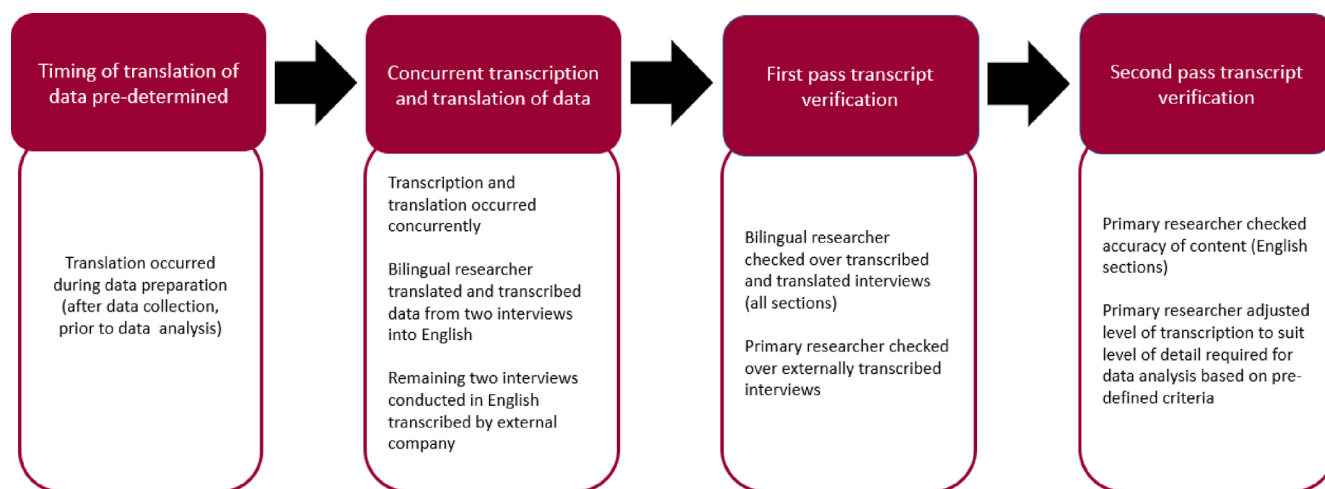 Timing of translation of
data pre-determined
Translation occurred
during data preparation
(after data collection,
prior to data analysis)
Concurrent transcription
and translation of data
Transcription and
translation occurred
concurrently
Bilingual researcher
translated and transcribed
data from two interviews
into English
Remaining two interviews
conducted in English
transcribed by external
company
First pass transcript
verification
Bilingual researcher
checked over transcribed
and translated interviews
(all sections)
Primary researcher checked
over externally transcribed
interviews
Second pass transcript
verification
Primary researcher checked
accuracy of content (English
sections)
Primary researcher adjusted
level of transcription to suit
level of detail required for
data analysis based on pre-
defined criteria